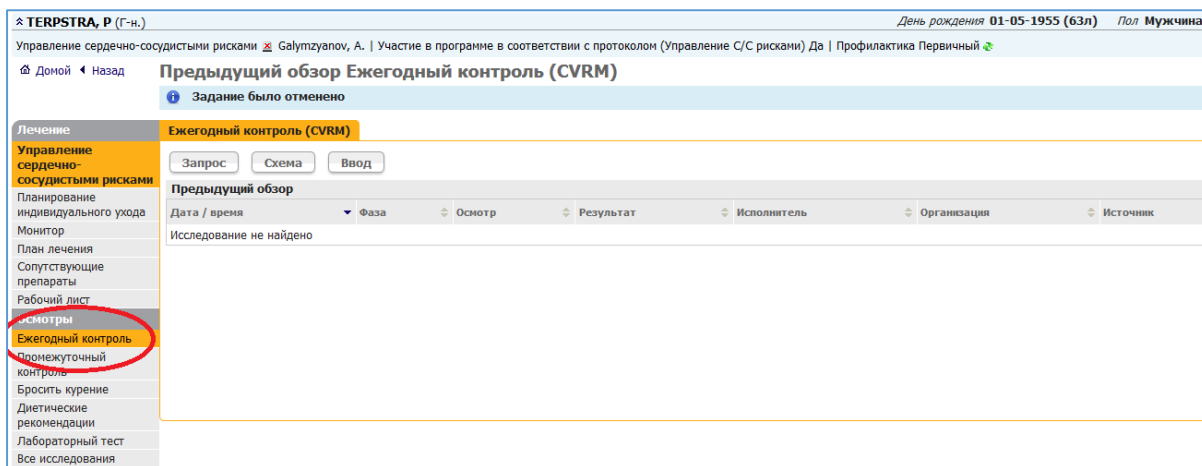 TERPSTRA, P (Г-н.) День рождения 01-05-1955 (63л) Пол Мужчина
Управление сердечно-сосудистыми рисками Galymzyanov, A. | Участие в программе в соответствии с протоколом (Управление С/С рисками) Да | Профилактика Первичный
Домой Назад
Предыдущий обзор Ежегодный контроль (CVRM)
Задание было отменено
Лечение
Управление
сердечно-
сосудистыми рисками
Планирование
индивидуального ухода
Монитор
План лечения
Сопутствующие
препараты
Рабочий лист
Осмотры
Ежегодный контроль
Промежуточный
контроль
Бросить курение
Диетические
рекомендации
Лабораторный тест
Все исследования
Ежегодный контроль (CVRM)
Запрос Схема Ввод
Предыдущий обзор
Дата / время Фаза Осмотр Результат Исполнитель Организация Источник
Исследование не найдено